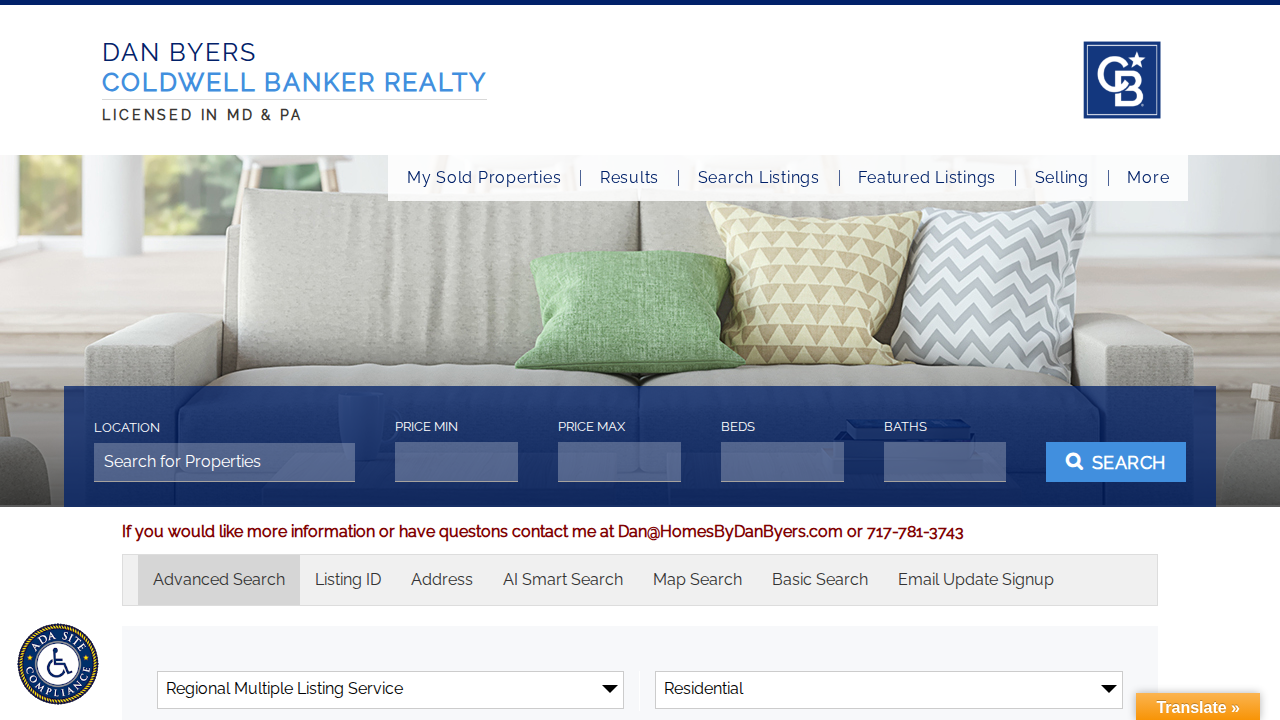 DAN BYERS
COLDWELL BANKER REALTY
LICENSED IN MD & PA
CB
My Sold Properties
Results
Search Listings
Featured Listings
Selling
More
LOCATION
PRICE MIN
PRICE MAX
BEDS
BATHS
Search for Properties
SEARCH
If you would like more information or have questons contact me at Dan@HomesByDanByers.com or 717-781-3743
Advanced Search
Listing ID
Address
AI Smart Search
Map Search
Basic Search
Email Update Signup
ADA SITE
COMPLIANCE
Regional Multiple Listing Service
Residential
Translate »